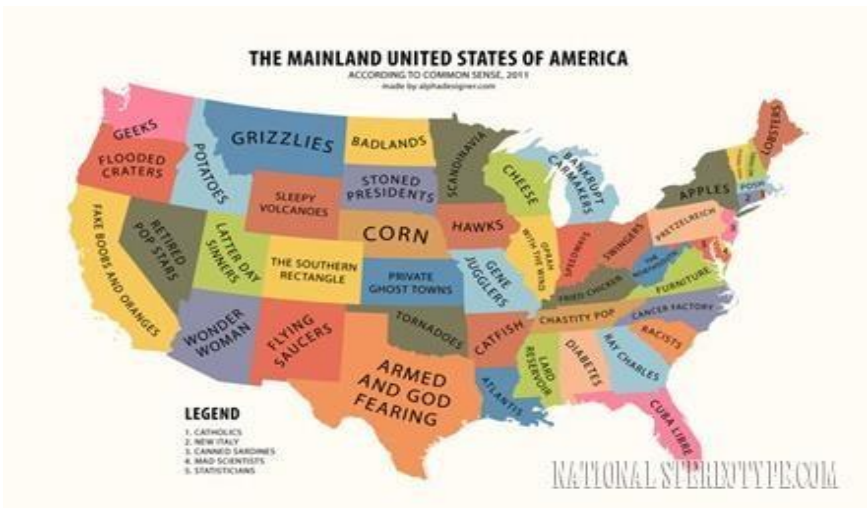 THE MAINLAND UNITED STATES OF AMERICA
ACCORDING TO COMMON SENSE, 2011
made by alphadesigner.com
GEEKS
FLOODED
CRATERS
POTATOES
GRIZZLIES
BADLANDS
SCANDINAVIA
CHEESE
BANKRUPT
CARMAKERS
APPLES
LOBSTERS
POSH
2
STONED
PRESIDENTS
SLEEPY
VOLCANOES
FAKE BOOBS AND ORANGES
RETIRED
POP STARS
LATTER DAY
SINNERS
THE SOUTHERN
RECTANGLE
CORN
HAWKS
OPRAH
WITH THE WIND
SPEEDWAYS
SWINGERS
PRETZELREICH
PRIVATE
GHOST TOWNS
GENE
JUGGLERS
FRIED CHICKEN
FURNITURE
WONDER
WOMAN
FLYING
SAUCERS
TORNADOES
CATFISH
CHASTITY POP
CANCER FACTORY
RACISTS
ARMED
AND GOD
FEARING
ATLANTIS
LARD
RESERVOIR
DIABETES
RAY CHARLES
CUBA LIBRE
LEGEND
1. CATHOLICS
2. NEW ITALY
3. CANNED SARDINES
4. MAD SCIENTISTS
5. STATISTICIANS
NATIONAL STEREOTYPE.COM